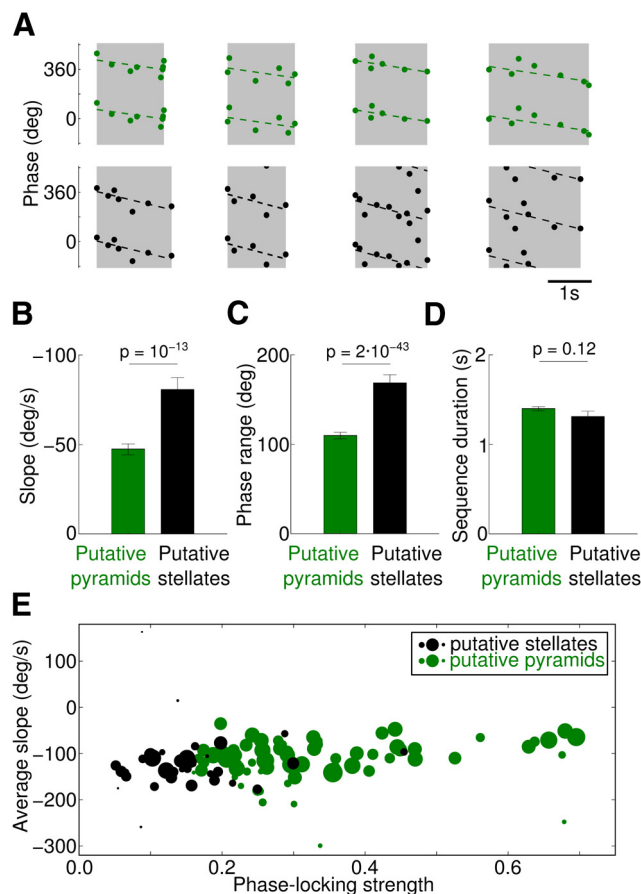 A
Phase (deg)
360
0
360
0
1s
B
Slope (deg/s)
−100
−50
0
p = 10⁻¹³
Putative pyramids
Putative stellates
C
Phase range (deg)
200
100
0
p = 2·10⁻⁴³
Putative pyramids
Putative stellates
D
Sequence duration (s)
2
1
0
p = 0.12
Putative pyramids
Putative stellates
E
Average slope (deg/s)
100
0
−100
−200
−300
putative stellates
putative pyramids
0.0
0.2
0.4
0.6
Phase-locking strength